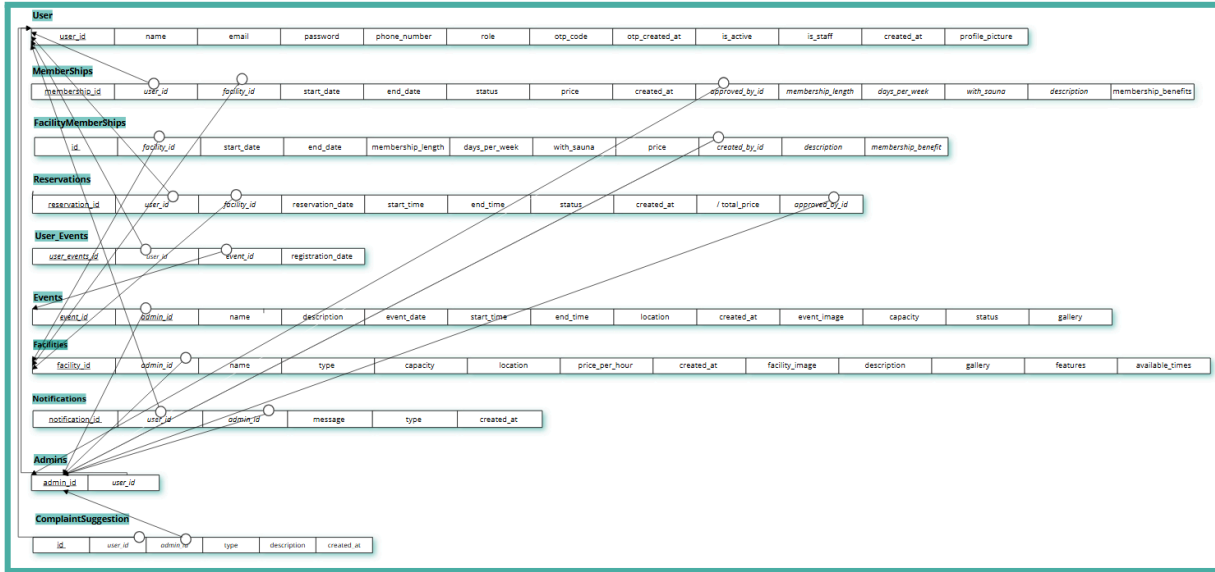 User
user_id name email password phone_number role otp_code otp_created_at is_active is_staff created_at profile_picture
MemberShips
membership_id user_id facility_id start_date end_date status price created_at approved_by_id membership_length days_per_week with_sauna description membership_benefits
FacilityMemberShips
id facility_id start_date end_date membership_length days_per_week with_sauna price created_by_id description membership_benefit
Reservations
reservation_id user_id facility_id reservation_date start_time end_time status created_at / total_price approved_by_id
User_Events
user_events_id user_id event_id registration_date
Events
event_id admin_id name description event_date start_time end_time location created_at event_image capacity status gallery
Facilities
facility_id admin_id name type capacity location price_per_hour created_at facility_image description gallery features available_times
Notifications
notification_id user_id admin_id message type created_at
Admins
admin_id user_id
ComplaintSuggestion
id user_id admin_id type description created_at